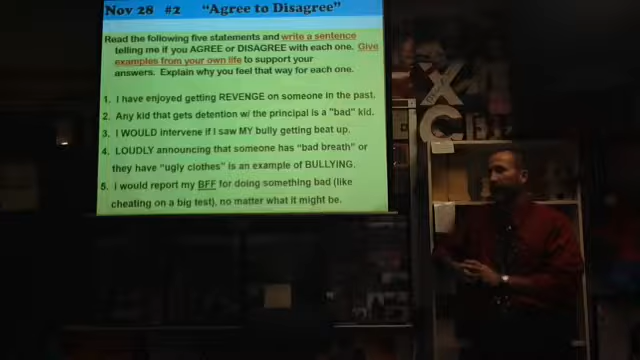 Nov 28 #2 "Agree to Disagree"
Read the following five statements and write a sentence
telling me if you AGREE or DISAGREE with each one. Give
examples from your own life to support your
answers. Explain why you feel that way for each one.
1. I have enjoyed getting REVENGE on someone in the past.
2. Any kid that gets detention w/ the principal is a "bad" kid.
3. I WOULD intervene if I saw MY bully getting beat up.
4. LOUDLY announcing that someone has "bad breath" or
they have "ugly clothes" is an example of BULLYING.
5. I would report my BFF for doing something bad (like
cheating on a big test), no matter what it might be.
X
C